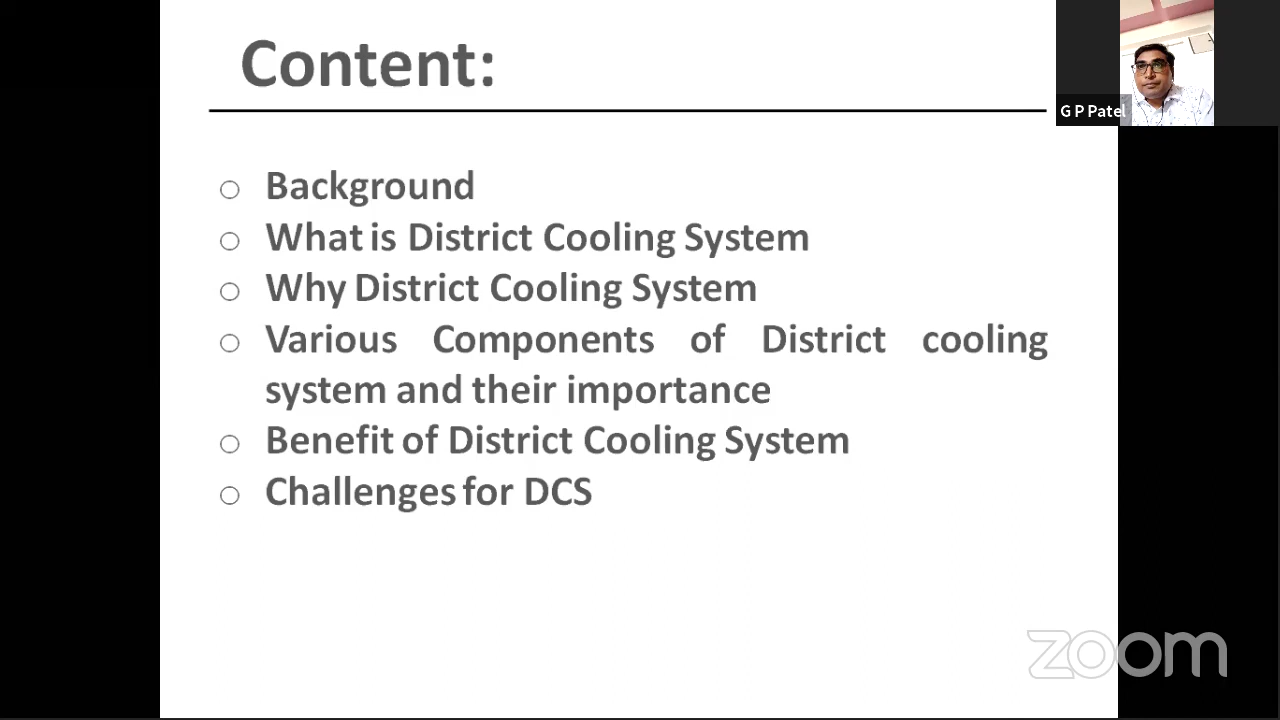 Content:
G P Patel
Background
What is District Cooling System
Why District Cooling System
Various Components of District cooling
system and their importance
Benefit of District Cooling System
Challenges for DCS
zoom